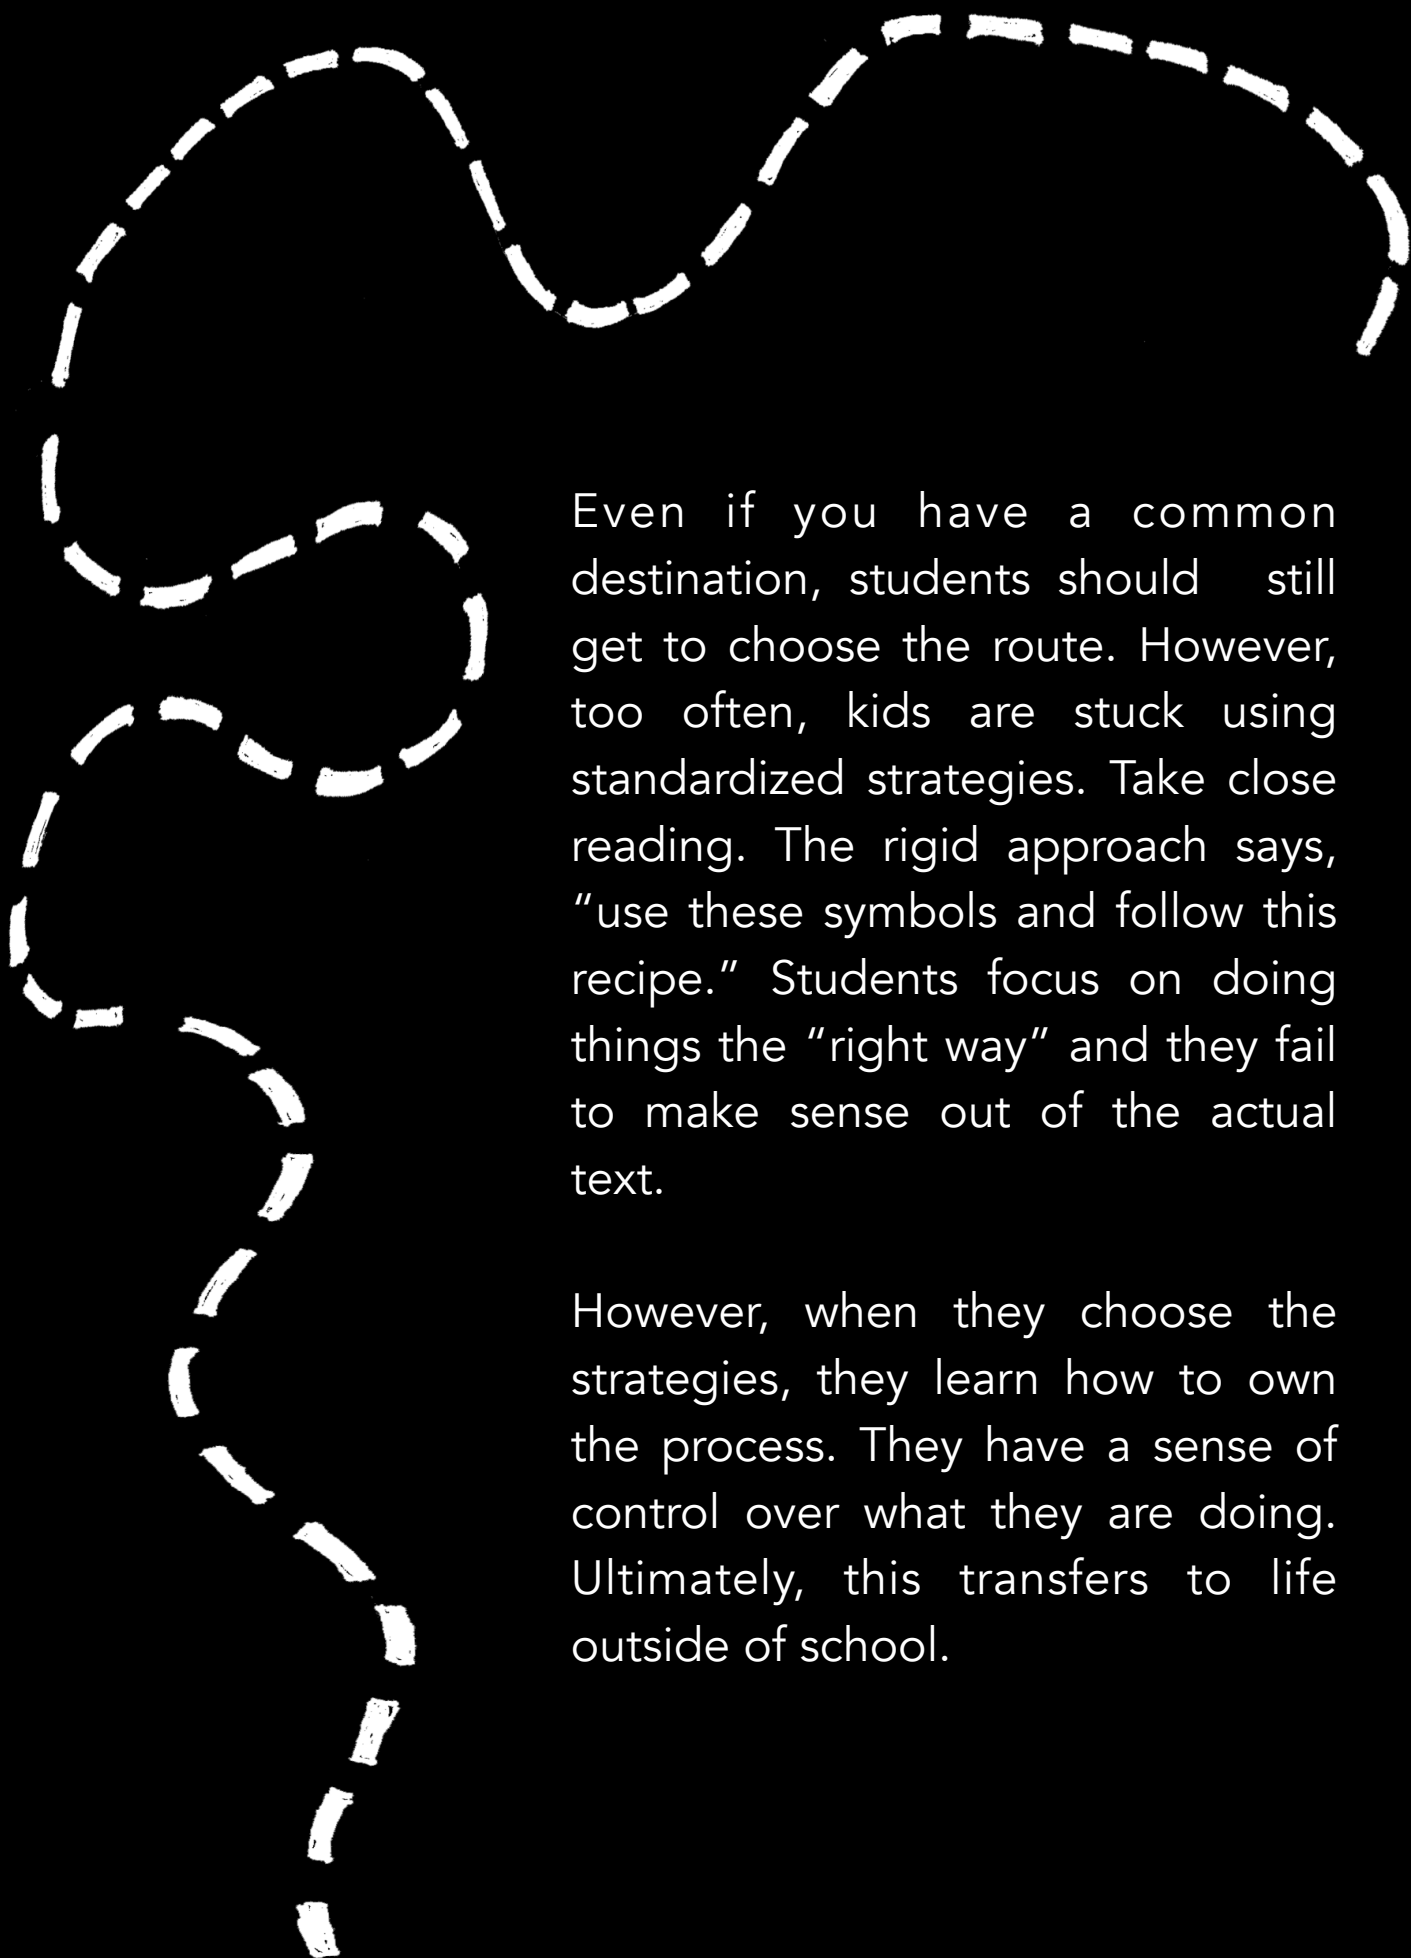 Even if you have a common
destination, students should still
get to choose the route. However,
too often, kids are stuck using
standardized strategies. Take close
reading. The rigid approach says,
“use these symbols and follow this
recipe.” Students focus on doing
things the “right way” and they fail
to make sense out of the actual
text.
However, when they choose the
strategies, they learn how to own
the process. They have a sense of
control over what they are doing.
Ultimately, this transfers to life
outside of school.